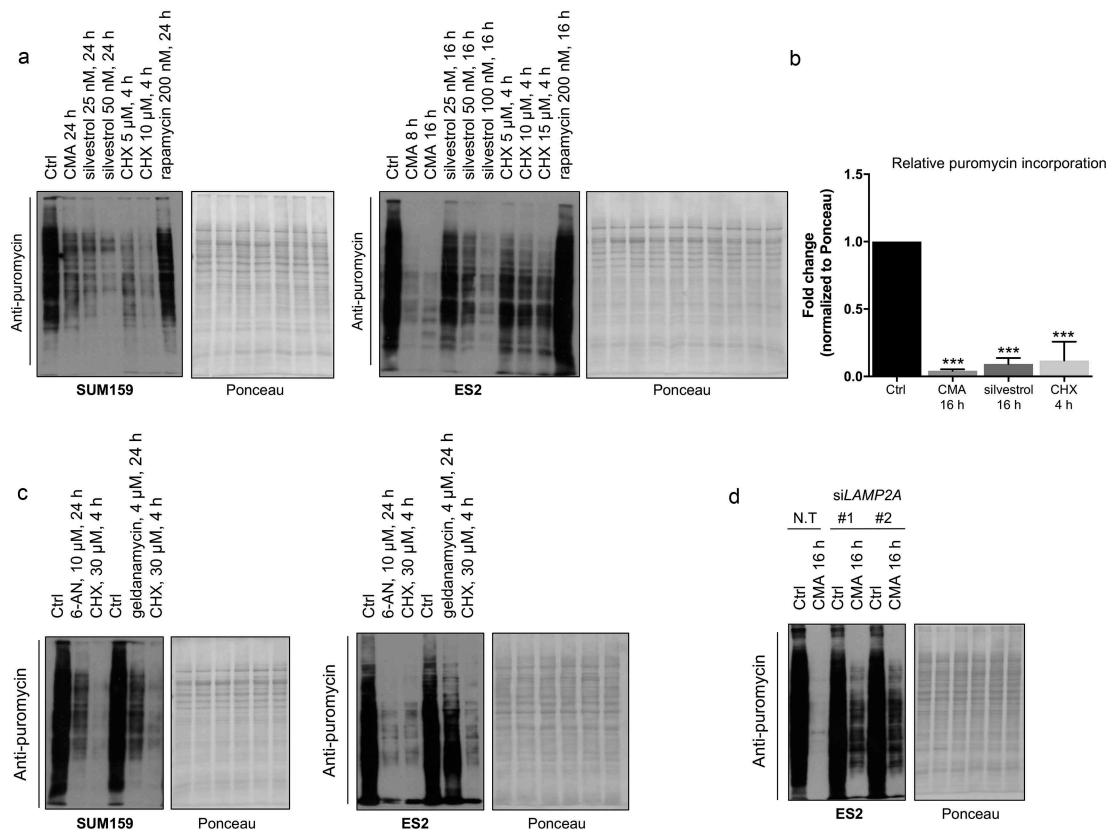 a
Ctrl
CMA 24 h
silvestrol 25 nM, 24 h
silvestrol 50 nM, 24 h
CHX 5 µM, 4 h
CHX 10 µM, 4 h
rapamycin 200 nM, 24 h
Anti-puromycin
SUM159
Ponceau
Ctrl
CMA 8 h
CMA 16 h
silvestrol 25 nM, 16 h
silvestrol 50 nM, 16 h
silvestrol 100 nM, 16 h
CHX 5 µM, 4 h
CHX 10 µM, 4 h
CHX 15 µM, 4 h
rapamycin 200 nM, 16 h
Anti-puromycin
ES2
Ponceau
b
Relative puromycin incorporation
Fold change
(normalized to Ponceau)
1.5
1.0
0.5
0.0
***
***
***
Ctrl
CMA
16 h
silvestrol
16 h
CHX
4 h
c
Ctrl
6-AN, 10 µM, 24 h
CHX, 30 µM, 4 h
Ctrl
geldanamycin, 4 µM, 24 h
CHX, 30 µM, 4 h
Anti-puromycin
SUM159
Ponceau
Ctrl
6-AN, 10 µM, 24 h
CHX, 30 µM, 4 h
Ctrl
geldanamycin, 4 µM, 24 h
CHX, 30 µM, 4 h
Anti-puromycin
ES2
Ponceau
d
siLAMP2A
N.T #1 #2
Ctrl
CMA 16 h
Ctrl
CMA 16 h
Ctrl
CMA 16 h
Anti-puromycin
ES2
Ponceau